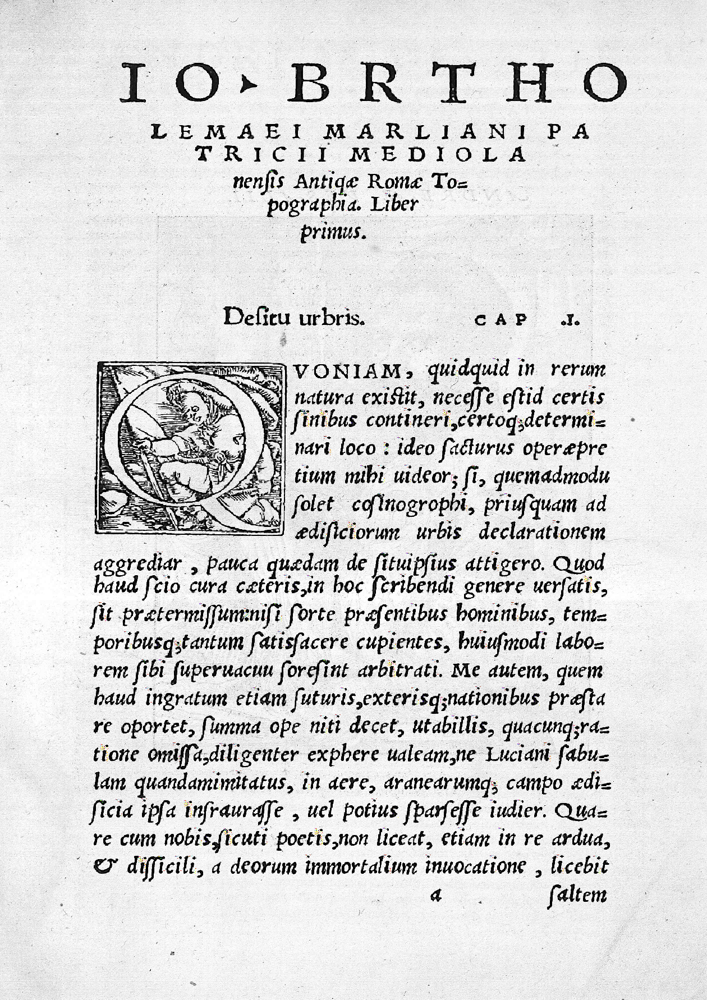 IO▸BRTHO
LEMAEI MARLIANI PA
TRICII MEDIOLA
nenſis Antiqæ Romæ To=
pographia. Liber
primus.
Deſitu urbris. CAP .I.
QVONIAM, quidquid in rerum
natura exiſtit, neceſſe eſtid certis
ſinibus contineri,certoq;determi=
nari loco : ideo ſacturus operæpre
tium mihi uideor; ſi, quemadmodu
ſolet coſlnogrophi, priuſquam ad
ædiſiciorum urbis declarationem
aggrediar , pauca quædam de ſituipſius attigero. Quod
haud ſcio cura cæteris,in hoc ſcribendi genere uerſatis,
ſit prætermiſſum:niſi ſorte præſentibus hominibus, tem=
poribusq;tantum ſatisſacere cupientes, huiuſmodi labo=
rem ſibi ſuperuacuu ſoreſint arbitrati. Me autem, quem
haud ingratum etiam ſuturis,exterisq;nationibus præſta
re oportet, ſumma ope niti decet, utabillis, quacunq;ra=
tione omiſſa,diligenter exphere ualeam,ne Luciani ſabu=
lam quandamimitatus, in aere, aranearumq; campo ædi=
ſicia ipſa inſrauraſſe , uel potius ſparſeſſe iudier. Qua=
re cum nobis,ſicuti poetis,non liceat, etiam in re ardua,
& diſſicili, a deorum immortalium inuocatione , licebit
a ſaltem